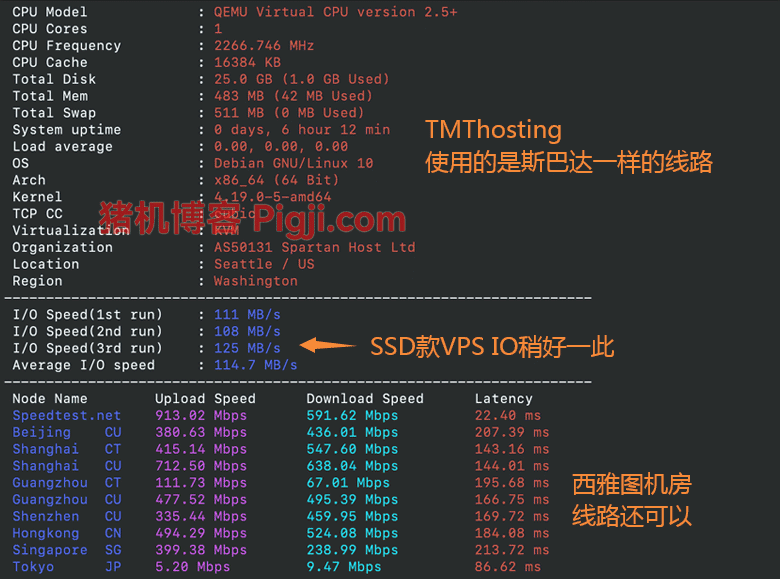 CPU Model : QEMU Virtual CPU version 2.5+
CPU Cores : 1
CPU Frequency : 2266.746 MHz
CPU Cache : 16384 KB
Total Disk : 25.0 GB (1.0 GB Used)
Total Mem : 483 MB (42 MB Used)
Total Swap : 511 MB (0 MB Used)
System uptime : 0 days, 6 hour 12 min
Load average : 0.00, 0.00, 0.00
OS : Debian GNU/Linux 10
Arch : x86_64 (64 Bit)
Kernel : 4.19.0-5-amd64
TCP CC :
Virtualization : KVM
Organization : AS50131 Spartan Host Ltd
Location : Seattle / US
Region : Washington
TMThosting
使用的是斯巴达一样的线路
猪机博客 Pigji.com
I/O Speed(1st run) : 111 MB/s
I/O Speed(2nd run) : 108 MB/s
I/O Speed(3rd run) : 125 MB/s
Average I/O speed : 114.7 MB/s
SSD款VPS IO稍好一此
Node Name Upload Speed Download Speed Latency
Speedtest.net 913.02 Mbps 591.62 Mbps 22.40 ms
Beijing CU 380.63 Mbps 436.01 Mbps 207.39 ms
Shanghai CT 415.14 Mbps 547.60 Mbps 143.16 ms
Shanghai CU 712.50 Mbps 638.04 Mbps 144.01 ms
Guangzhou CT 111.73 Mbps 67.01 Mbps 195.68 ms
Guangzhou CU 477.52 Mbps 495.39 Mbps 166.75 ms
Shenzhen CU 335.44 Mbps 459.95 Mbps 169.72 ms
Hongkong CN 494.29 Mbps 524.08 Mbps 184.08 ms
Singapore SG 399.38 Mbps 238.99 Mbps 213.72 ms
Tokyo JP 5.20 Mbps 9.47 Mbps 86.62 ms
西雅图机房
线路还可以